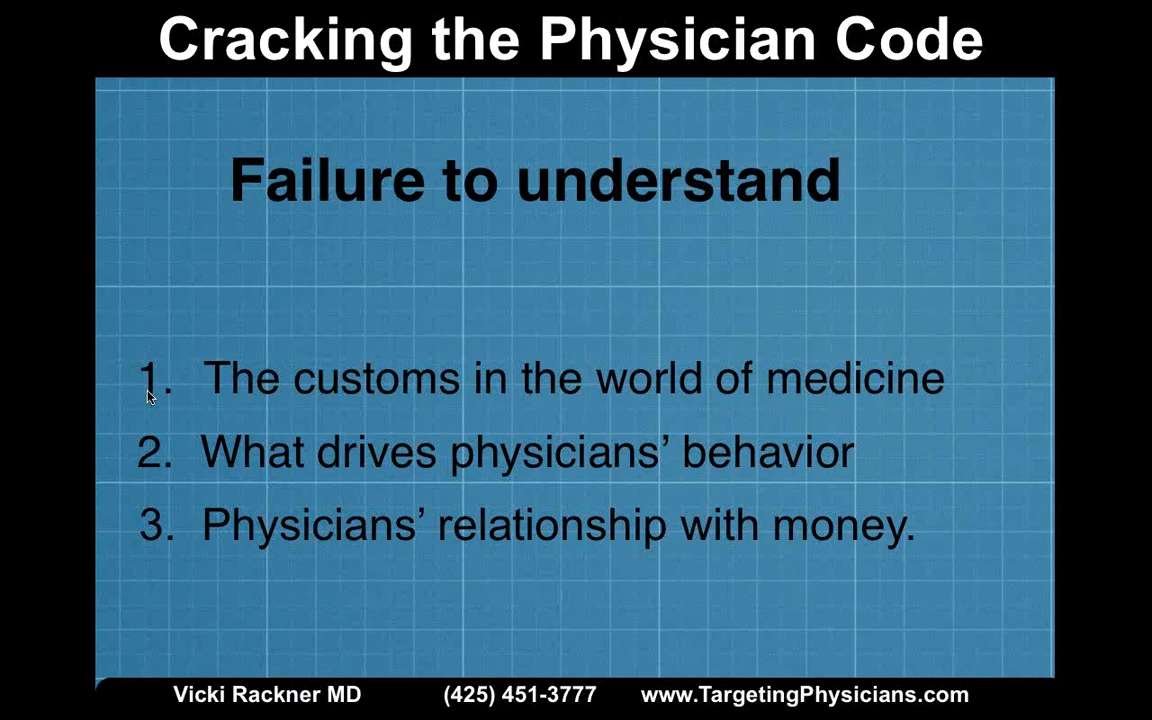 Cracking the Physician Code
Failure to understand
1. The customs in the world of medicine
2. What drives physicians’ behavior
3. Physicians’ relationship with money.
Vicki Rackner MD (425) 451-3777 www.TargetingPhysicians.com